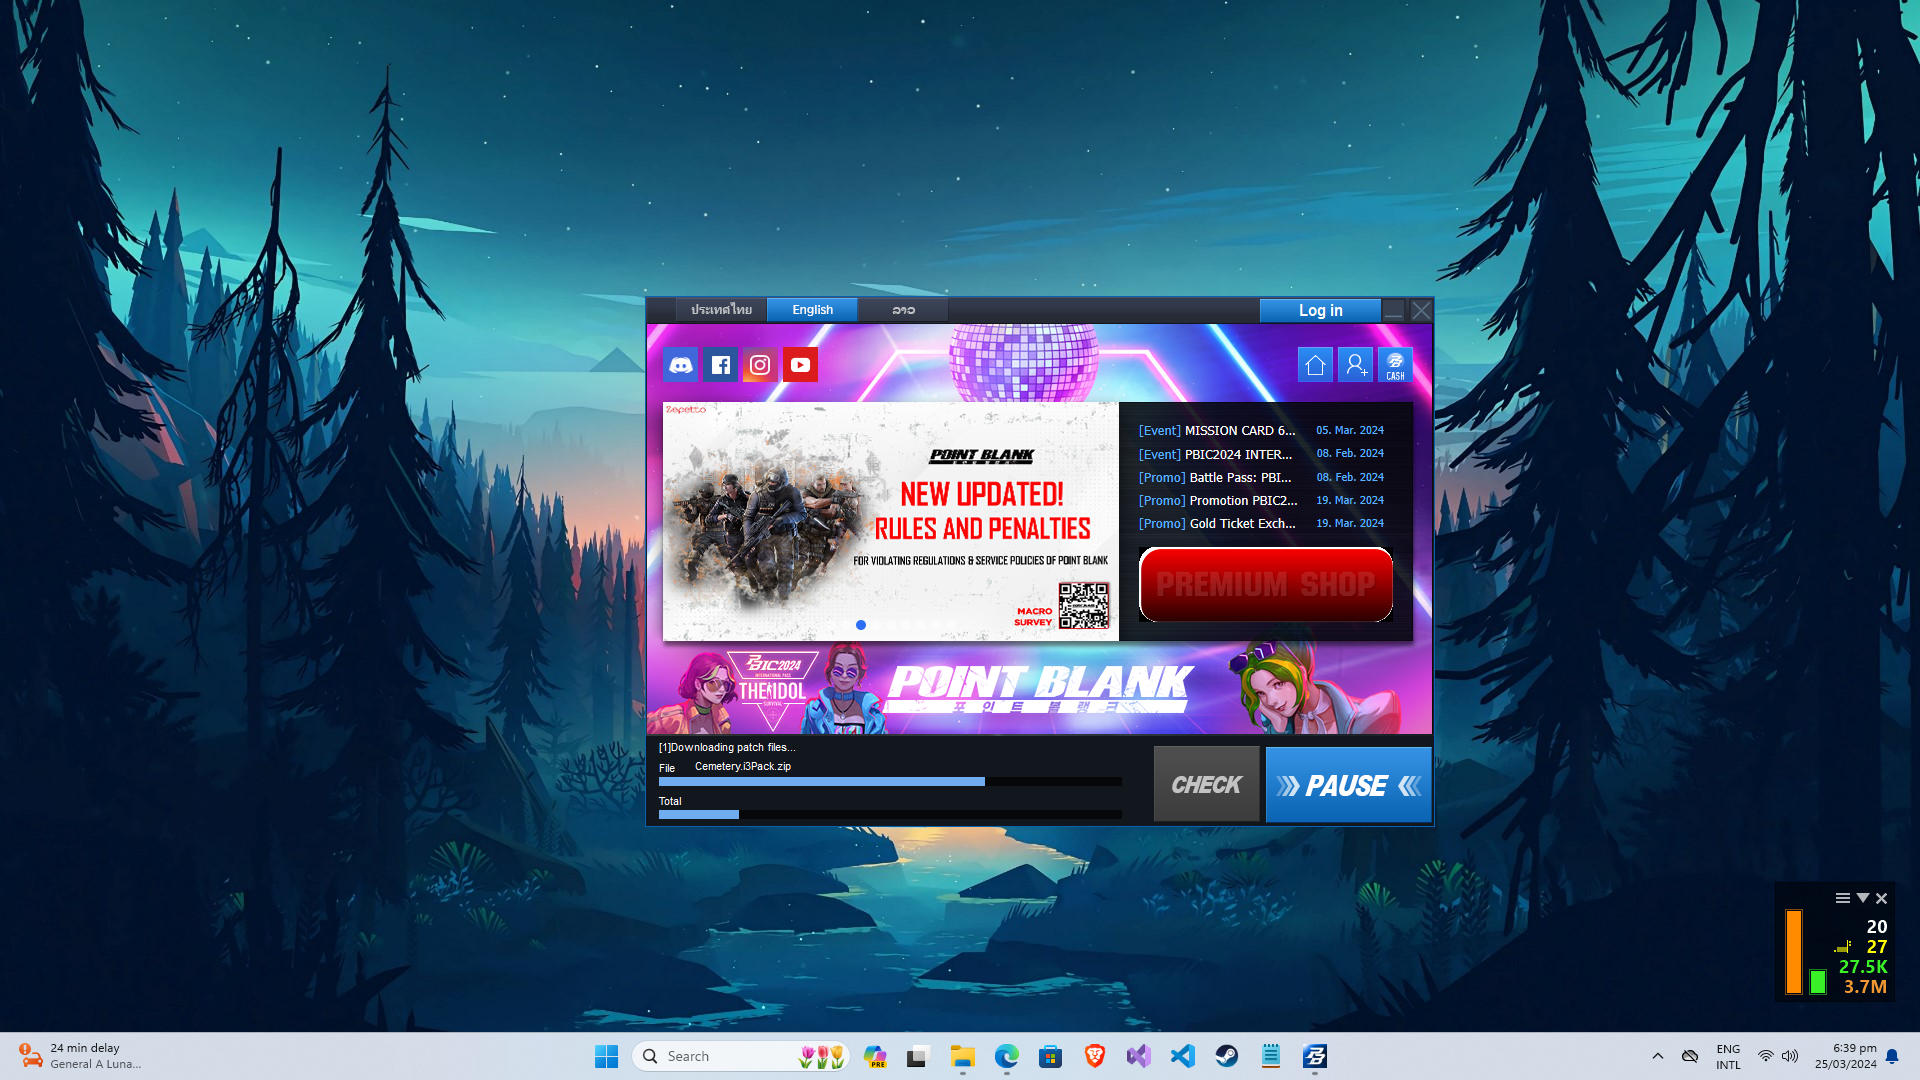 ประเทศไทย
English
ລາວ
Log in
CASH
Zepetto
POINT BLANK
NEW UPDATED!
RULES AND PENALTIES
FOR VIOLATING REGULATIONS & SERVICE POLICIES OF POINT BLANK
MACRO
SURVEY
[Event] MISSION CARD 6... 05. Mar. 2024
[Event] PBIC2024 INTER... 08. Feb. 2024
[Promo] Battle Pass: PBI... 08. Feb. 2024
[Promo] Promotion PBIC2... 19. Mar. 2024
[Promo] Gold Ticket Exch... 19. Mar. 2024
PREMIUM SHOP
PBIC2024
INTERNATIONAL PASS
THE IDOL
SURVIVAL
POINT BLANK
포인트 블랭크
[1]Downloading patch files...
File Cemetery.i3Pack.zip
Total
CHECK
PAUSE
20
27
27.5K
3.7M
24 min delay
General A Luna...
Search
PRE
ENG
INTL
6:39 pm
25/03/2024